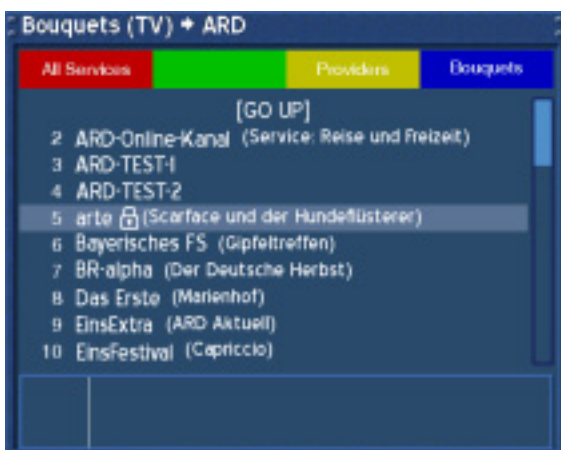 Bouquets (TV) → ARD
All Services Providers Bouquets
[GO UP]
2 ARD-Online-Kanal (Service: Reise und Freizeit)
3 ARD-TEST-1
4 ARD-TEST-2
5 arte (Scarface und der Hundeflüsterer)
6 Bayerisches FS (Gipfeltreffen)
7 BR-alpha (Der Deutsche Herbst)
8 Das Erste (Marienhof)
9 EinsExtra (ARD Aktuell)
10 EinsFestival (Capriccio)